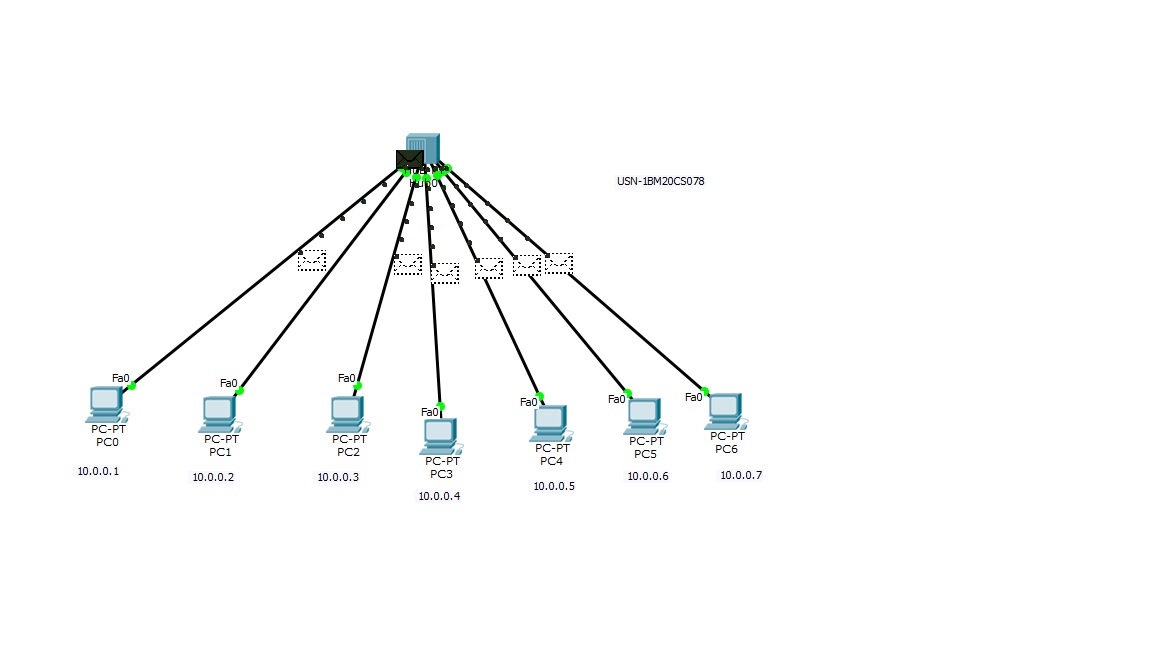 USN-1BM20CS078
Fa0
Fa0
Fa0
Fa0
Fa0
Fa0
Fa0
PC-PT
PC0
PC-PT
PC1
PC-PT
PC2
PC-PT
PC3
PC-PT
PC4
PC-PT
PC5
PC-PT
PC6
10.0.0.1
10.0.0.2
10.0.0.3
10.0.0.4
10.0.0.5
10.0.0.6
10.0.0.7